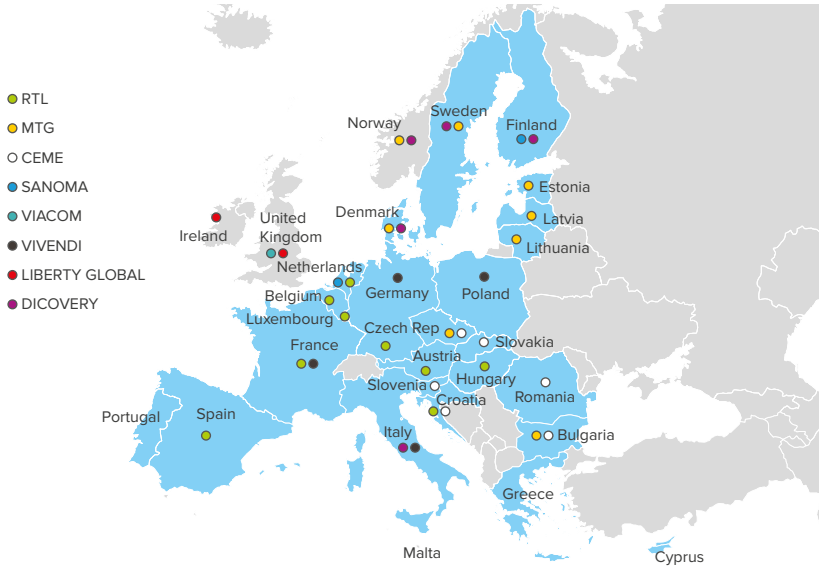 RTL
MTG
CEME
SANOMA
VIACOM
VIVENDI
LIBERTY GLOBAL
DICOVERY
Norway
Sweden
Finland
Estonia
Latvia
Lithuania
Denmark
Ireland
United
Kingdom
Netherlands
Belgium
Luxembourg
Germany
Poland
Czech Rep
Slovakia
France
Austria
Hungary
Slovenia
Croatia
Romania
Portugal
Spain
Italy
Bulgaria
Greece
Malta
Cyprus